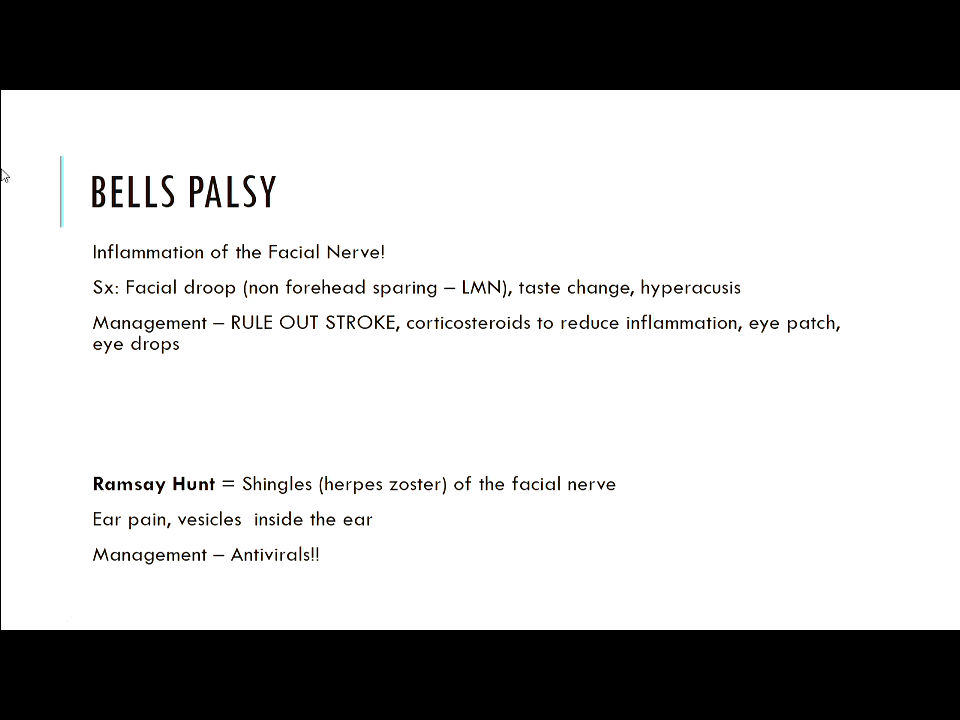 BELLS PALSY
Inflammation of the Facial Nerve!
Sx: Facial droop (non forehead sparing – LMN), taste change, hyperacusis
Management – RULE OUT STROKE, corticosteroids to reduce inflammation, eye patch,
eye drops
Ramsay Hunt = Shingles (herpes zoster) of the facial nerve
Ear pain, vesicles  inside the ear
Management – Antivirals!!